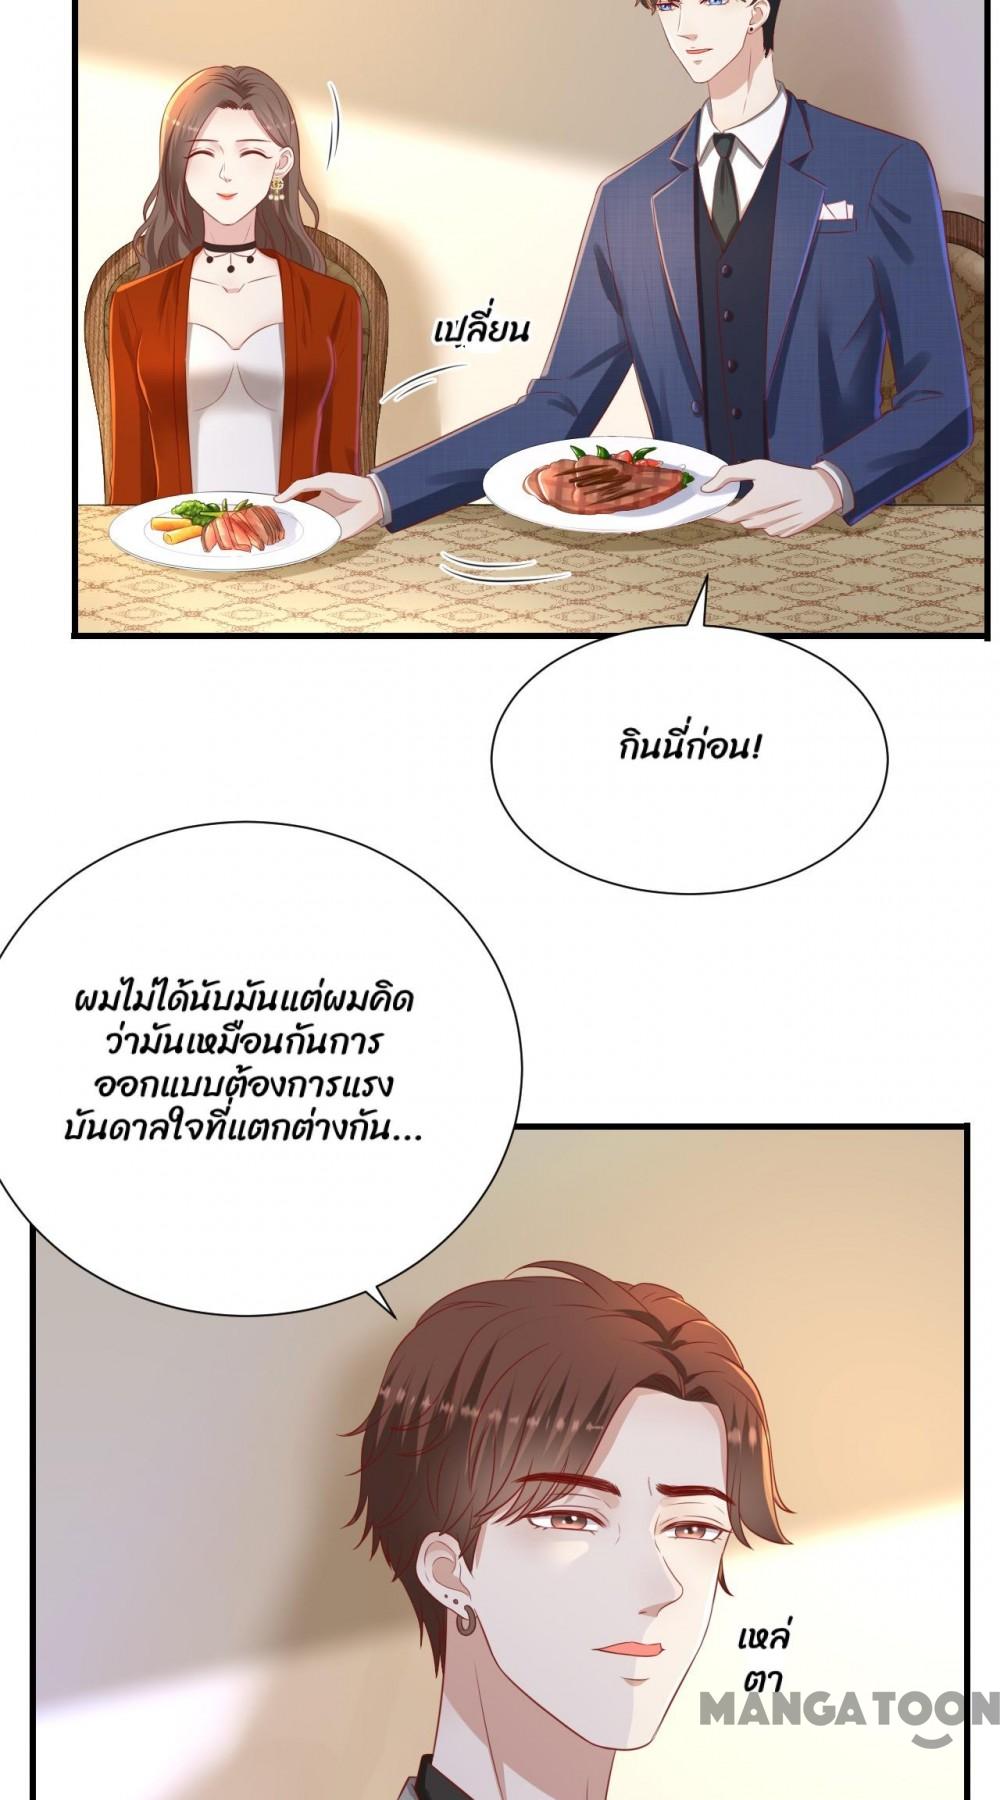 เปลี่ยน
กินนี่ก่อน!
ผมไม่ได้นับมันแต่ผมคิด
ว่ามันเหมือนกันการ
ออกแบบต้องการแรง
บันดาลใจที่แตกต่างกัน...
เหล่
ตา
MANGATOON